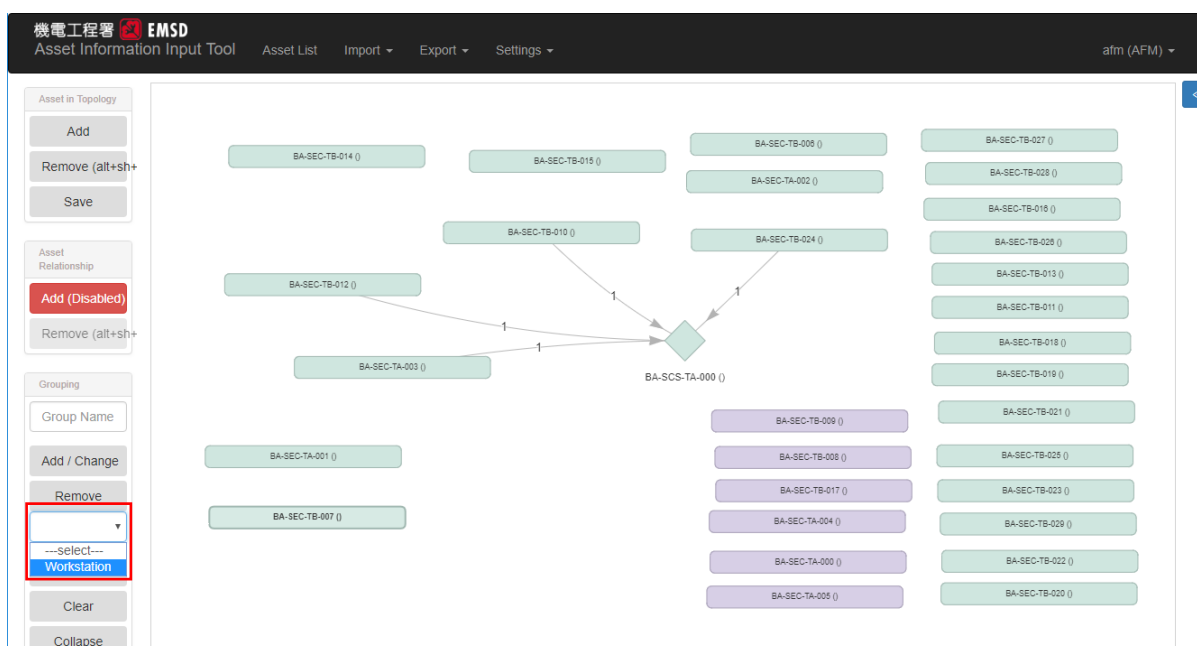 機電工程署 EMSD
Asset Information Input Tool
Asset List
Import
Export
Settings
afm (AFM)
Asset in Topology
Add
Remove (alt+sh+
Save
Asset
Relationship
Add (Disabled)
Remove (alt+sh+
Grouping
Group Name
Add / Change
Remove
---select---
Workstation
Clear
Collapse
BA-SEC-TB-014 ()
BA-SEC-TB-015 ()
BA-SEC-TB-006 ()
BA-SEC-TA-002 ()
BA-SEC-TB-010 ()
BA-SEC-TB-024 ()
BA-SEC-TB-012 ()
1
1
1
1
BA-SEC-TA-003 ()
BA-SCS-TA-000 ()
BA-SEC-TA-001 ()
BA-SEC-TB-007 ()
BA-SEC-TB-009 ()
BA-SEC-TB-008 ()
BA-SEC-TB-017 ()
BA-SEC-TA-004 ()
BA-SEC-TA-000 ()
BA-SEC-TA-005 ()
BA-SEC-TB-027 ()
BA-SEC-TB-028 ()
BA-SEC-TB-016 ()
BA-SEC-TB-026 ()
BA-SEC-TB-013 ()
BA-SEC-TB-011 ()
BA-SEC-TB-018 ()
BA-SEC-TB-019 ()
BA-SEC-TB-021 ()
BA-SEC-TB-025 ()
BA-SEC-TB-023 ()
BA-SEC-TB-029 ()
BA-SEC-TB-022 ()
BA-SEC-TB-020 ()